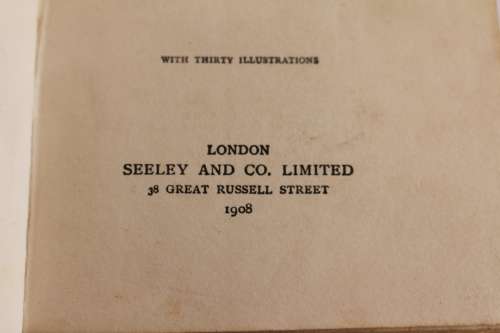 WITH THIRTY ILLUSTRATIONS
LONDON
SEELEY AND CO. LIMITED
38 GREAT RUSSELL STREET
1908